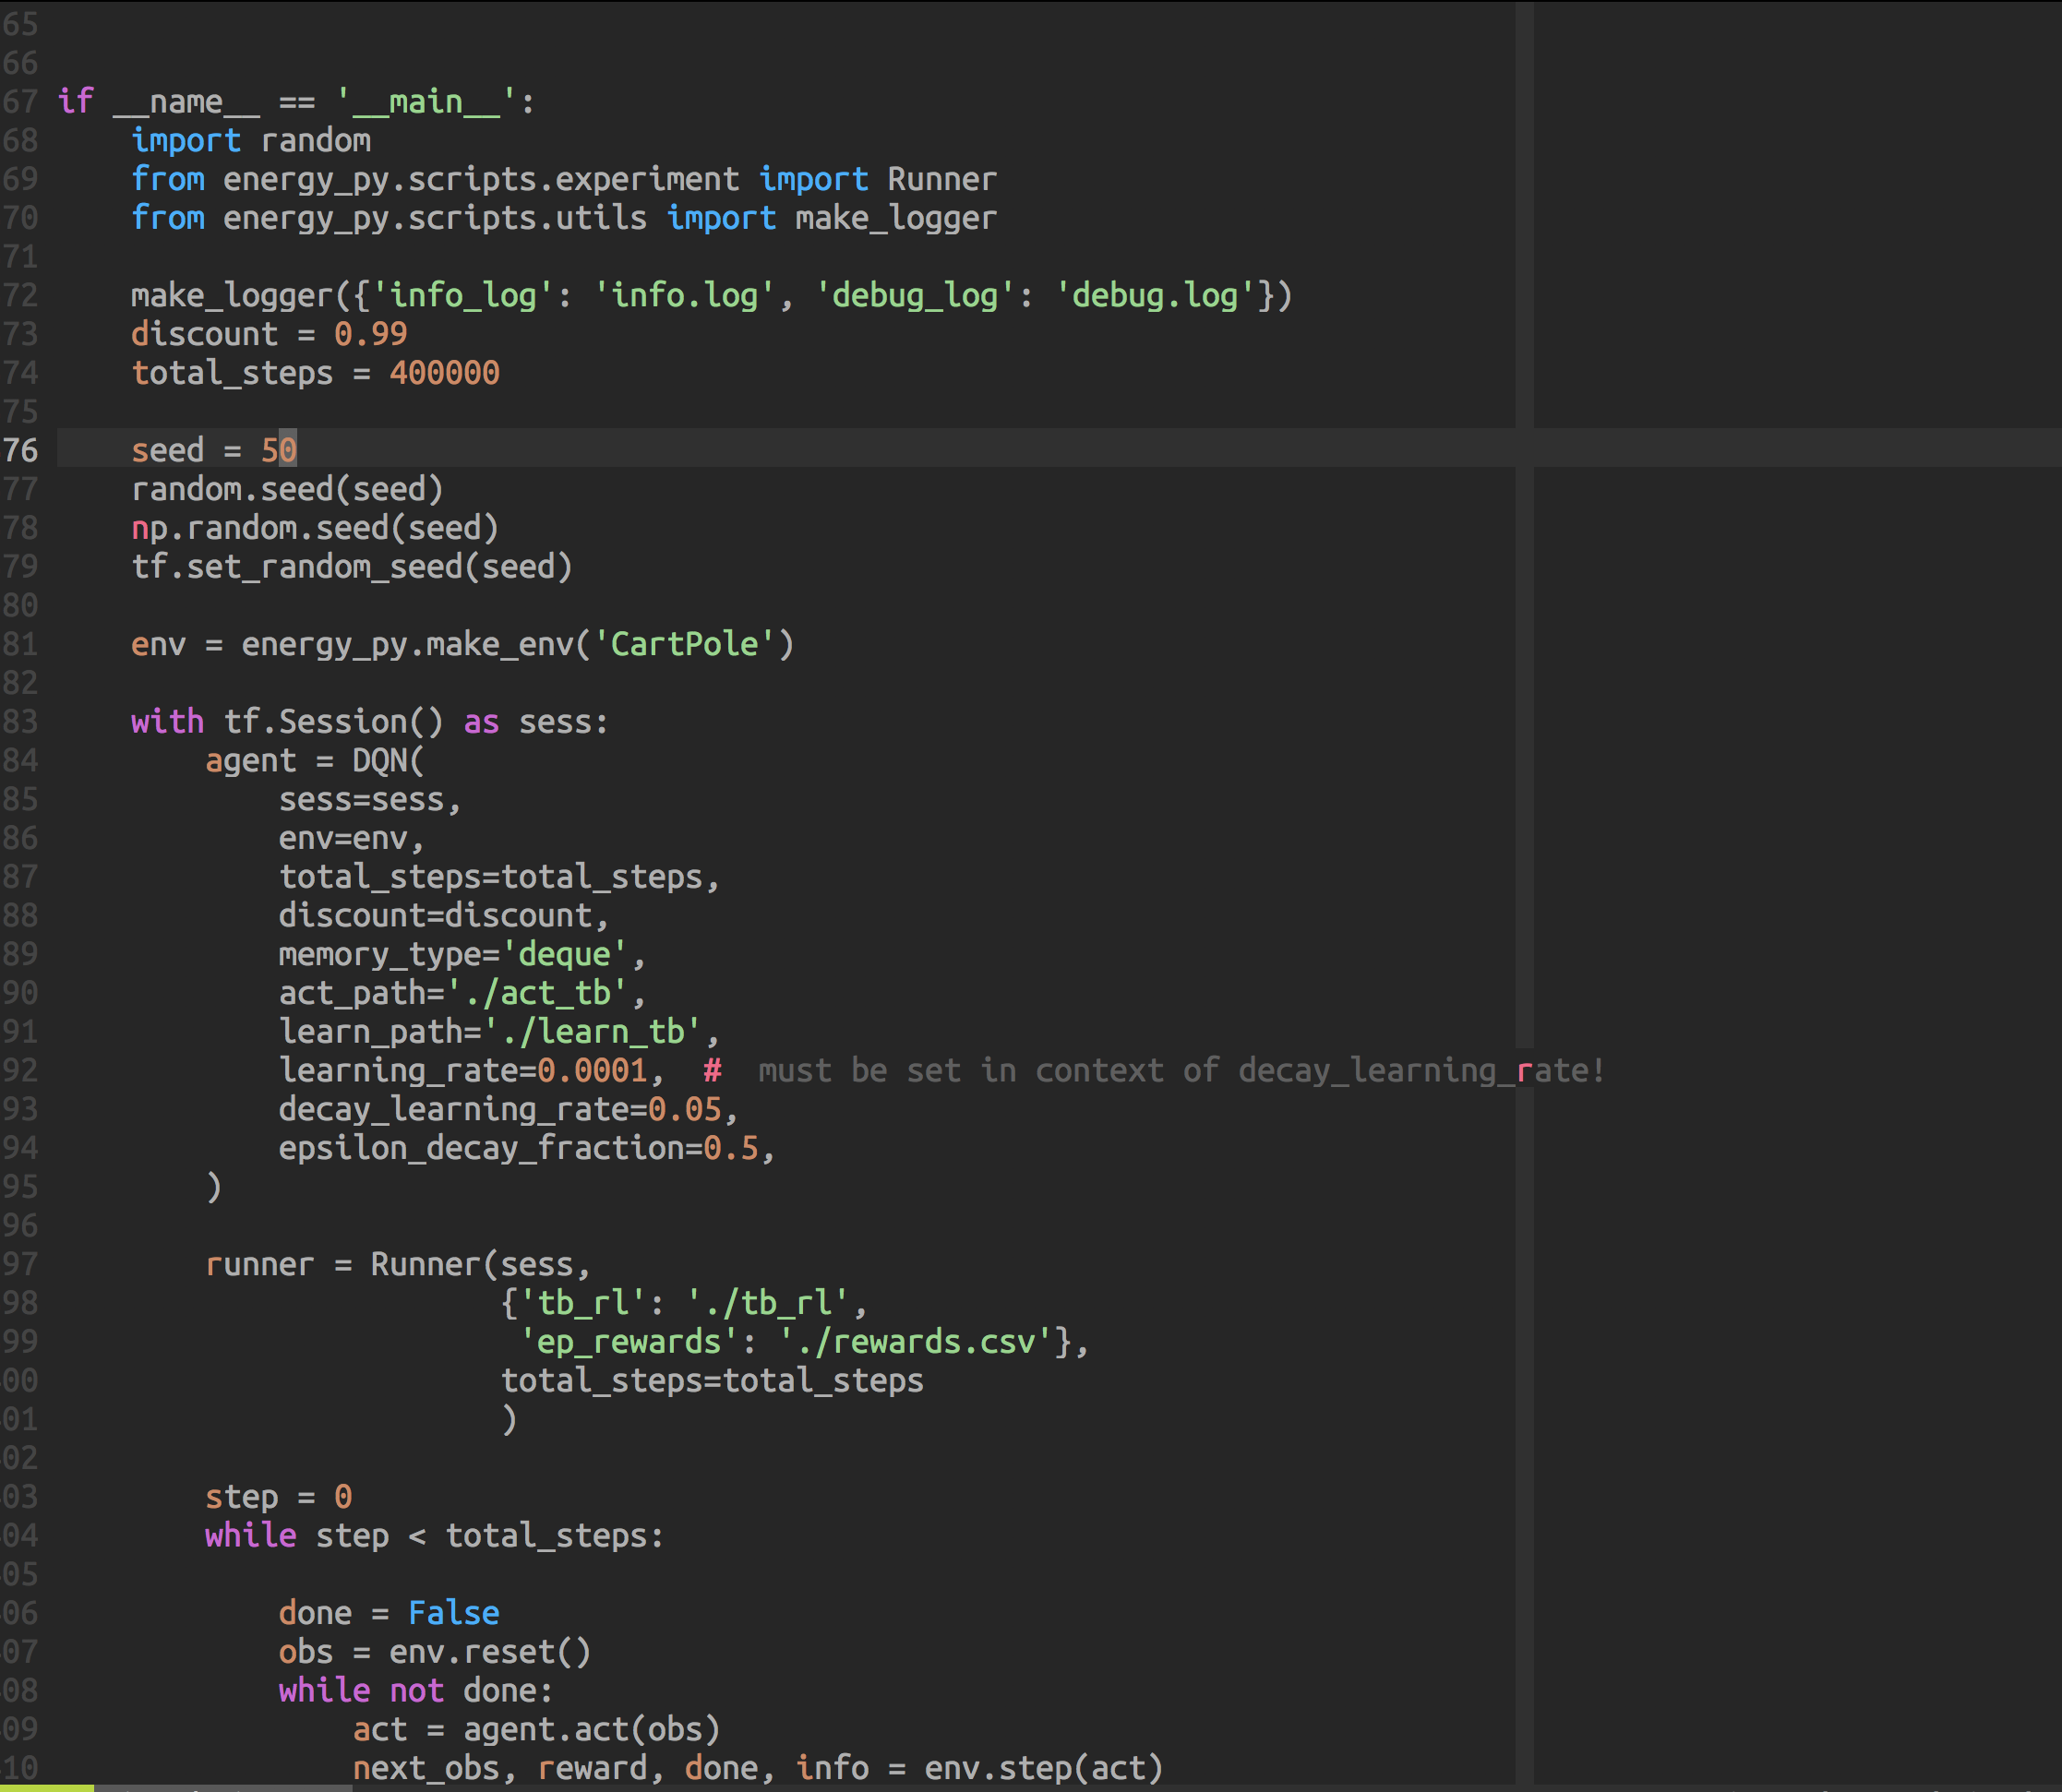 65
66
67 if __name__ == '__main__':
68     import random
69     from energy_py.scripts.experiment import Runner
70     from energy_py.scripts.utils import make_logger
71
72     make_logger({'info_log': 'info.log', 'debug_log': 'debug.log'})
73     discount = 0.99
74     total_steps = 400000
75
76     seed = 50
77     random.seed(seed)
78     np.random.seed(seed)
79     tf.set_random_seed(seed)
80
81     env = energy_py.make_env('CartPole')
82
83     with tf.Session() as sess:
84         agent = DQN(
85             sess=sess,
86             env=env,
87             total_steps=total_steps,
88             discount=discount,
89             memory_type='deque',
90             act_path='./act_tb',
91             learn_path='./learn_tb',
92             learning_rate=0.0001,  #  must be set in context of decay_learning_rate!
93             decay_learning_rate=0.05,
94             epsilon_decay_fraction=0.5,
95         )
96
97         runner = Runner(sess,
98                         {'tb_rl': './tb_rl',
99                          'ep_rewards': './rewards.csv'},
00                         total_steps=total_steps
01                         )
02
03         step = 0
04         while step < total_steps:
05
06             done = False
07             obs = env.reset()
08             while not done:
09                 act = agent.act(obs)
10                 next_obs, reward, done, info = env.step(act)